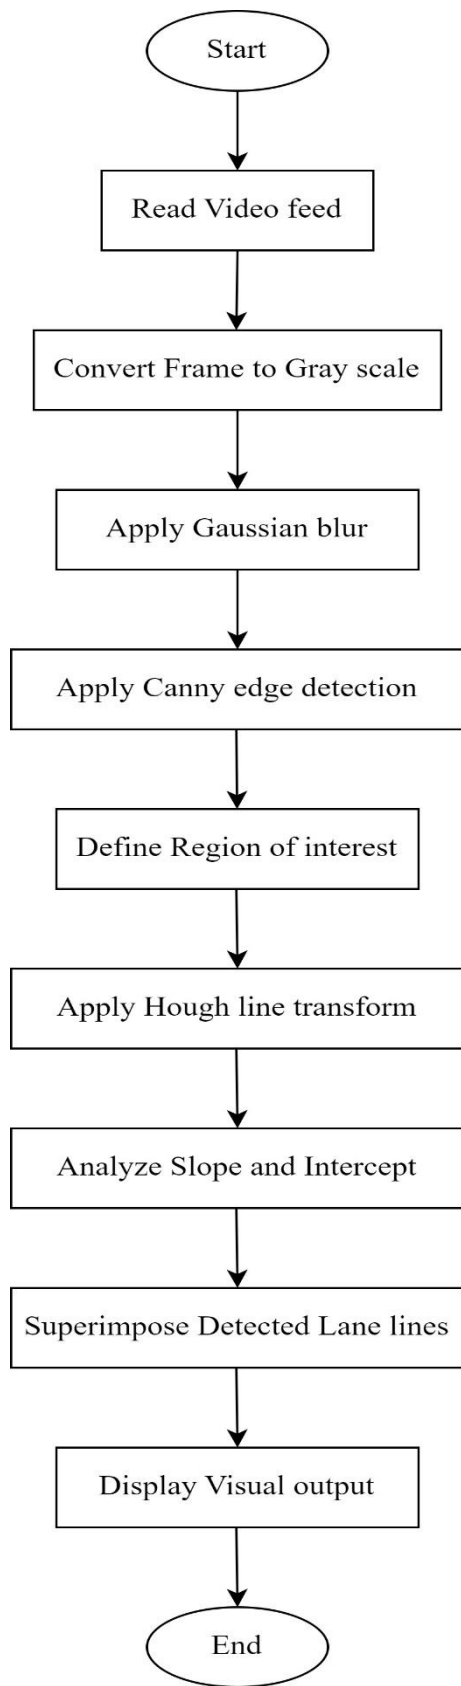 Start
Read Video feed
Convert Frame to Gray scale
Apply Gaussian blur
Apply Canny edge detection
Define Region of interest
Apply Hough line transform
Analyze Slope and Intercept
Superimpose Detected Lane lines
Display Visual output
End